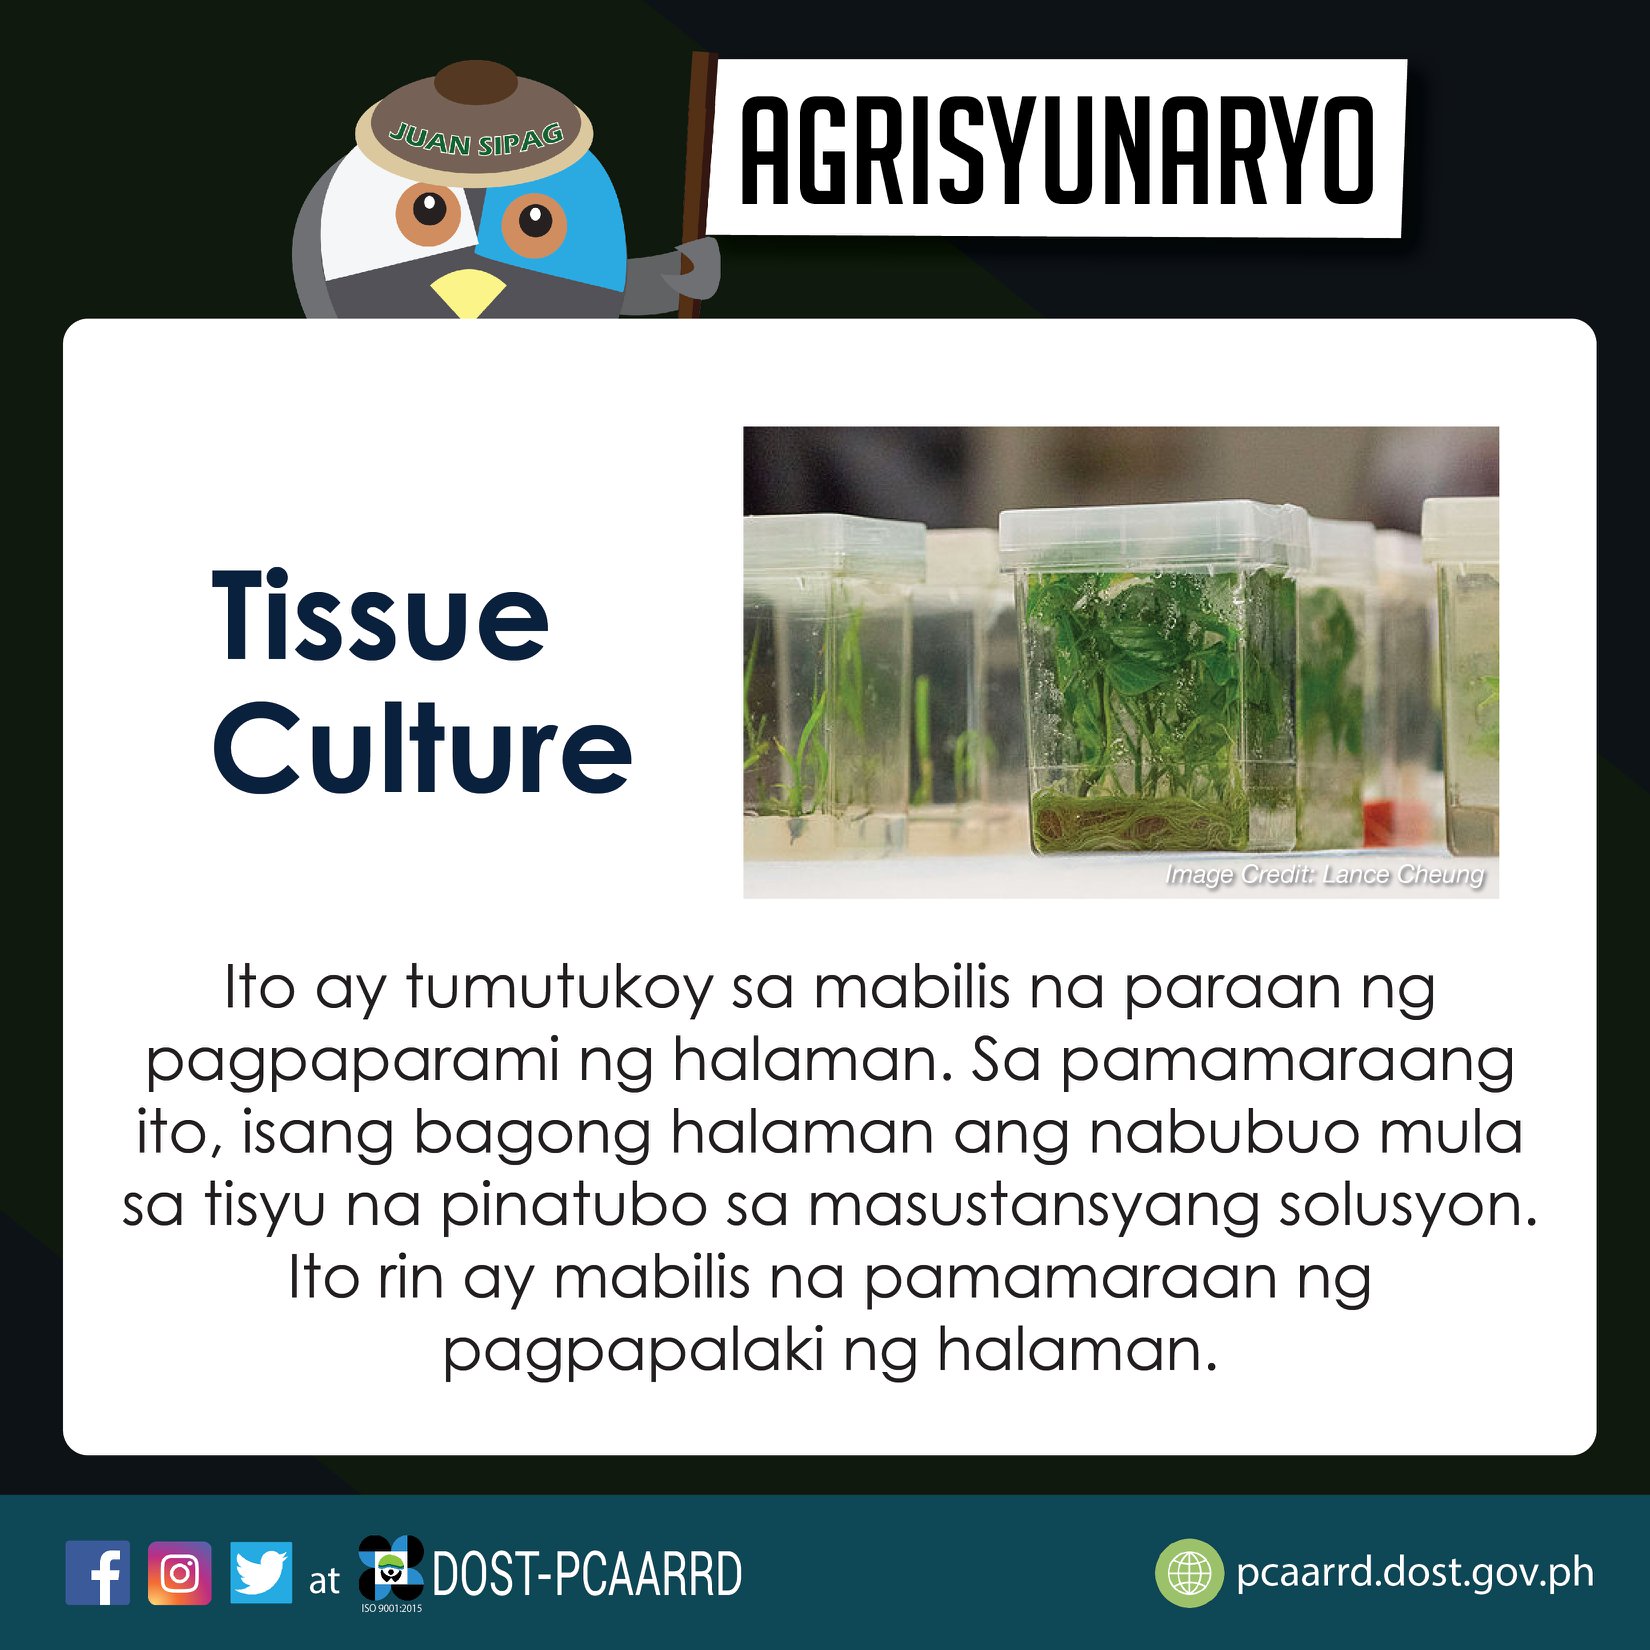 JUAN SIPAG
AGRISYUNARYO
Tissue
Culture
Image Credit: Lance Cheung
Ito ay tumutukoy sa mabilis na paraan ng
pagpaparami ng halaman. Sa pamamaraang
ito, isang bagong halaman ang nabubuo mula
sa tisyu na pinatubo sa masustansyang solusyon.
Ito rin ay mabilis na pamamaraan ng
pagpapalaki ng halaman.
at DOST-PCAARRD
ISO 9001:2015
pcaarrd.dost.gov.ph